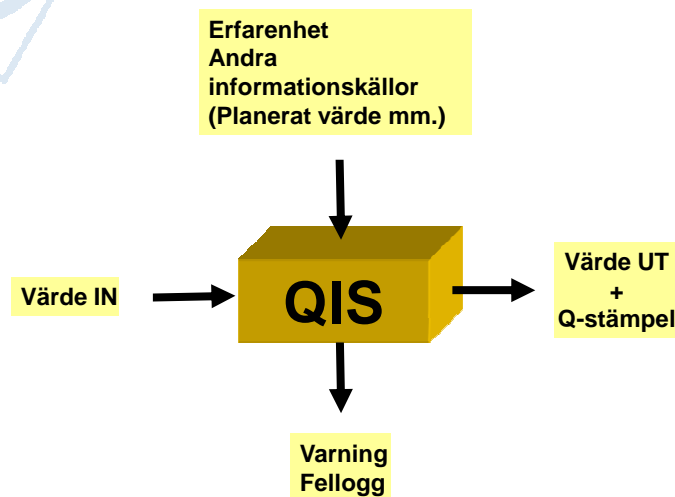 Erfarenhet
Andra
informationskällor
(Planerat värde mm.)
Värde IN
QIS
Värde UT
+
Q-stämpel
Varning
Fellogg